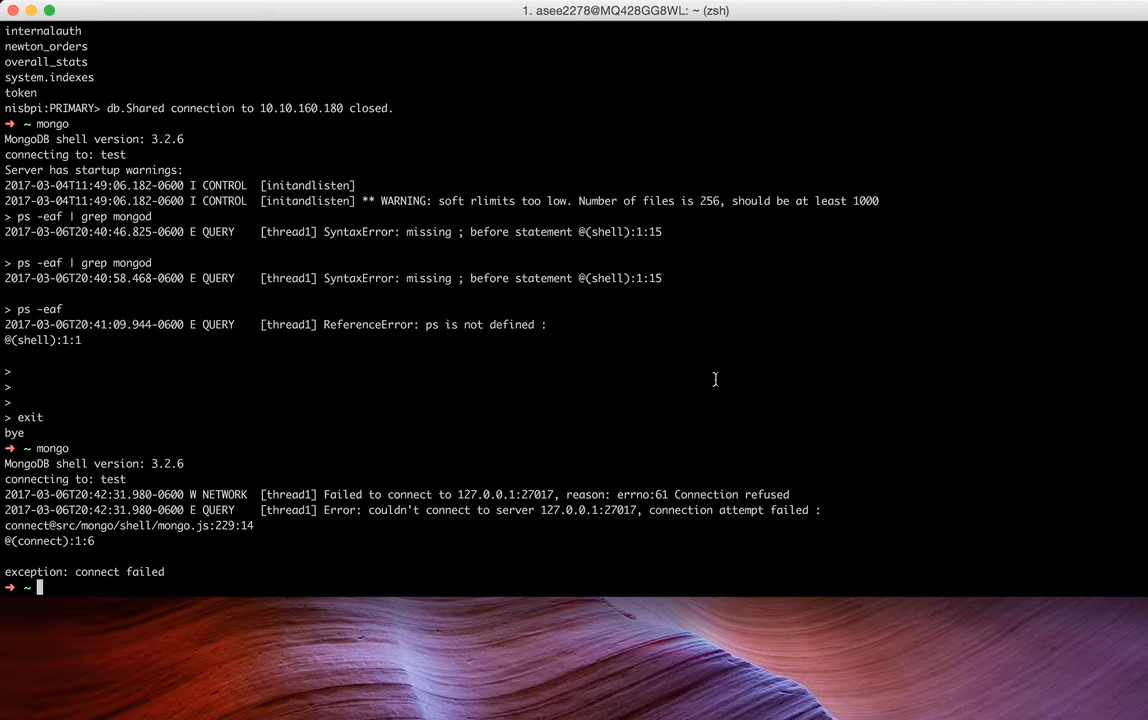 1. asee2278@MQ428GG8WL: ~ (zsh)
internalauth
newton_orders
overall_stats
system.indexes
token
nisbpi:PRIMARY> db.Shared connection to 10.10.160.180 closed.
➜ ~ mongo
MongoDB shell version: 3.2.6
connecting to: test
Server has startup warnings:
2017-03-04T11:49:06.182-0600 I CONTROL  [initandlisten]
2017-03-04T11:49:06.182-0600 I CONTROL  [initandlisten] ** WARNING: soft rlimits too low. Number of files is 256, should be at least 1000
> ps -eaf | grep mongod
2017-03-06T20:40:46.825-0600 E QUERY    [thread1] SyntaxError: missing ; before statement @(shell):1:15
> ps -eaf | grep mongod
2017-03-06T20:40:58.468-0600 E QUERY    [thread1] SyntaxError: missing ; before statement @(shell):1:15
> ps -eaf
2017-03-06T20:41:09.944-0600 E QUERY    [thread1] ReferenceError: ps is not defined :
@(shell):1:1
>
>
>
> exit
bye
➜ ~ mongo
MongoDB shell version: 3.2.6
connecting to: test
2017-03-06T20:42:31.980-0600 W NETWORK  [thread1] Failed to connect to 127.0.0.1:27017, reason: errno:61 Connection refused
2017-03-06T20:42:31.980-0600 E QUERY    [thread1] Error: couldn't connect to server 127.0.0.1:27017, connection attempt failed :
connect@src/mongo/shell/mongo.js:229:14
@(connect):1:6
exception: connect failed
➜ ~